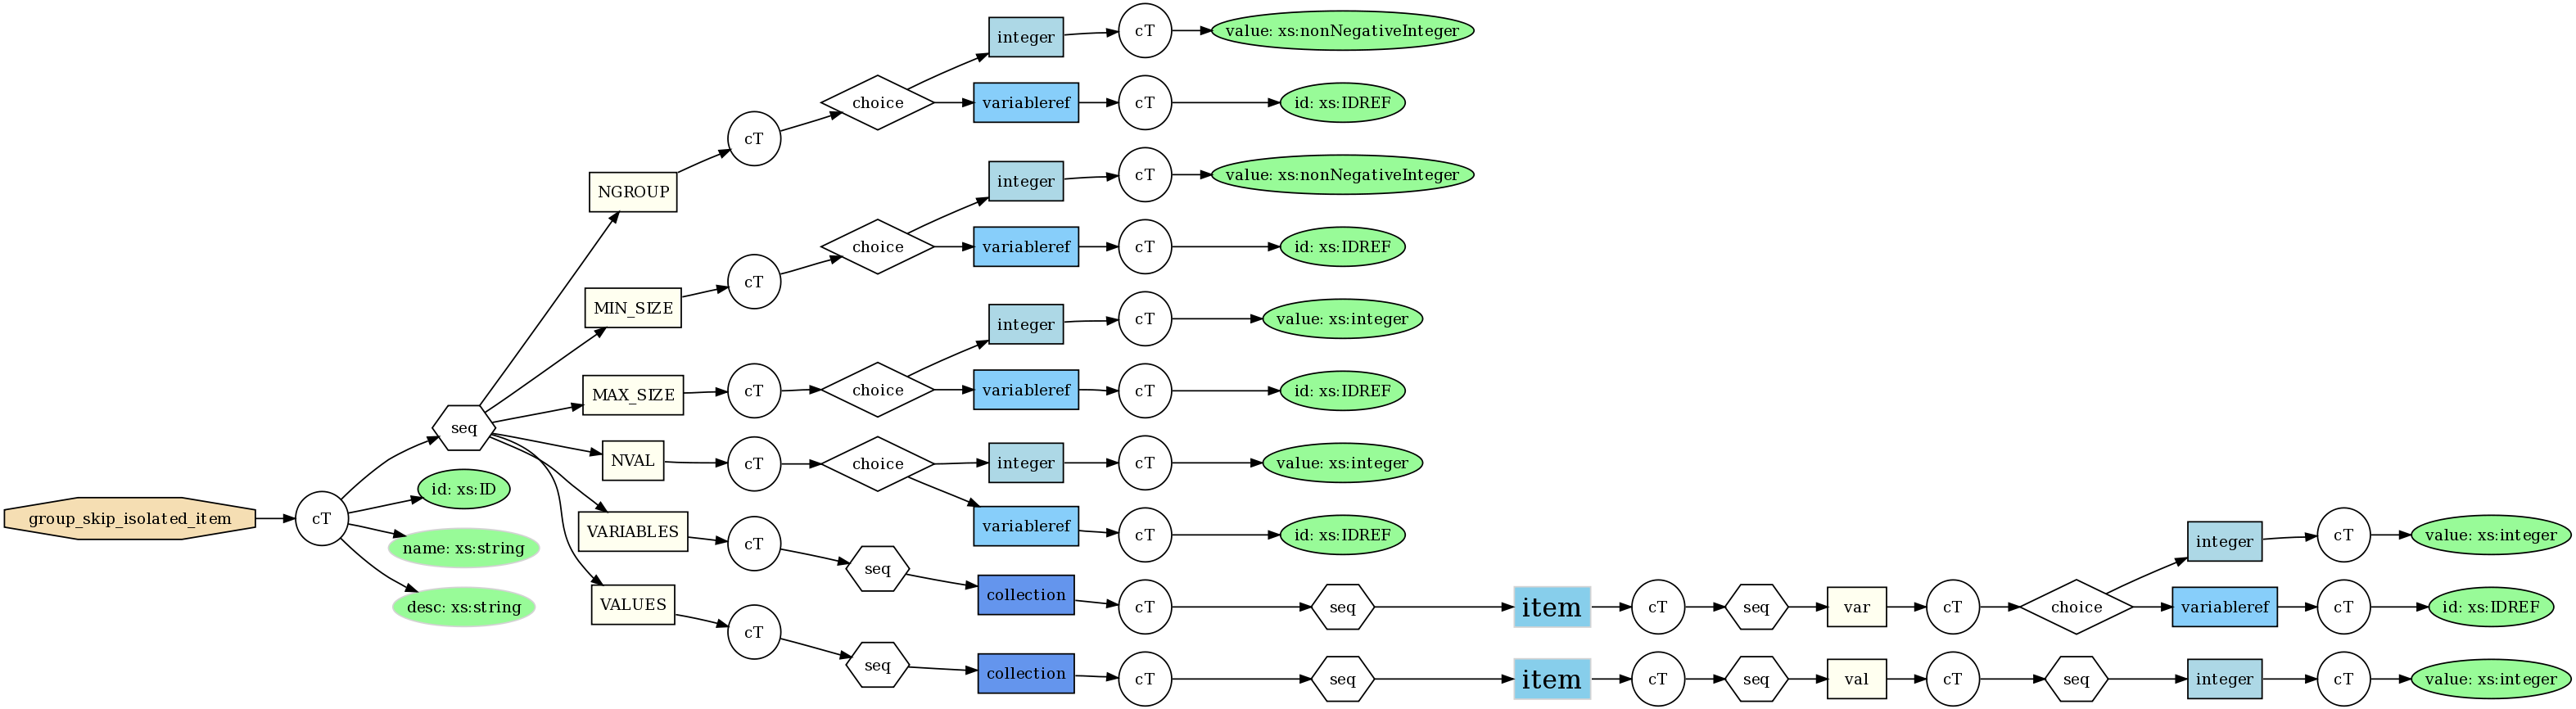 group_skip_isolated_item
cT
seq
id: xs:ID
name: xs:string
desc: xs:string
NGROUP
cT
choice
integer
cT
value: xs:nonNegativeInteger
variableref
cT
id: xs:IDREF
MIN_SIZE
cT
choice
integer
cT
value: xs:nonNegativeInteger
variableref
cT
id: xs:IDREF
MAX_SIZE
cT
choice
integer
cT
value: xs:integer
variableref
cT
id: xs:IDREF
NVAL
cT
choice
integer
cT
value: xs:integer
variableref
cT
id: xs:IDREF
VARIABLES
cT
seq
collection
cT
seq
item
cT
seq
var
cT
choice
integer
cT
value: xs:integer
variableref
cT
id: xs:IDREF
VALUES
cT
seq
collection
cT
seq
item
cT
seq
val
cT
seq
integer
cT
value: xs:integer